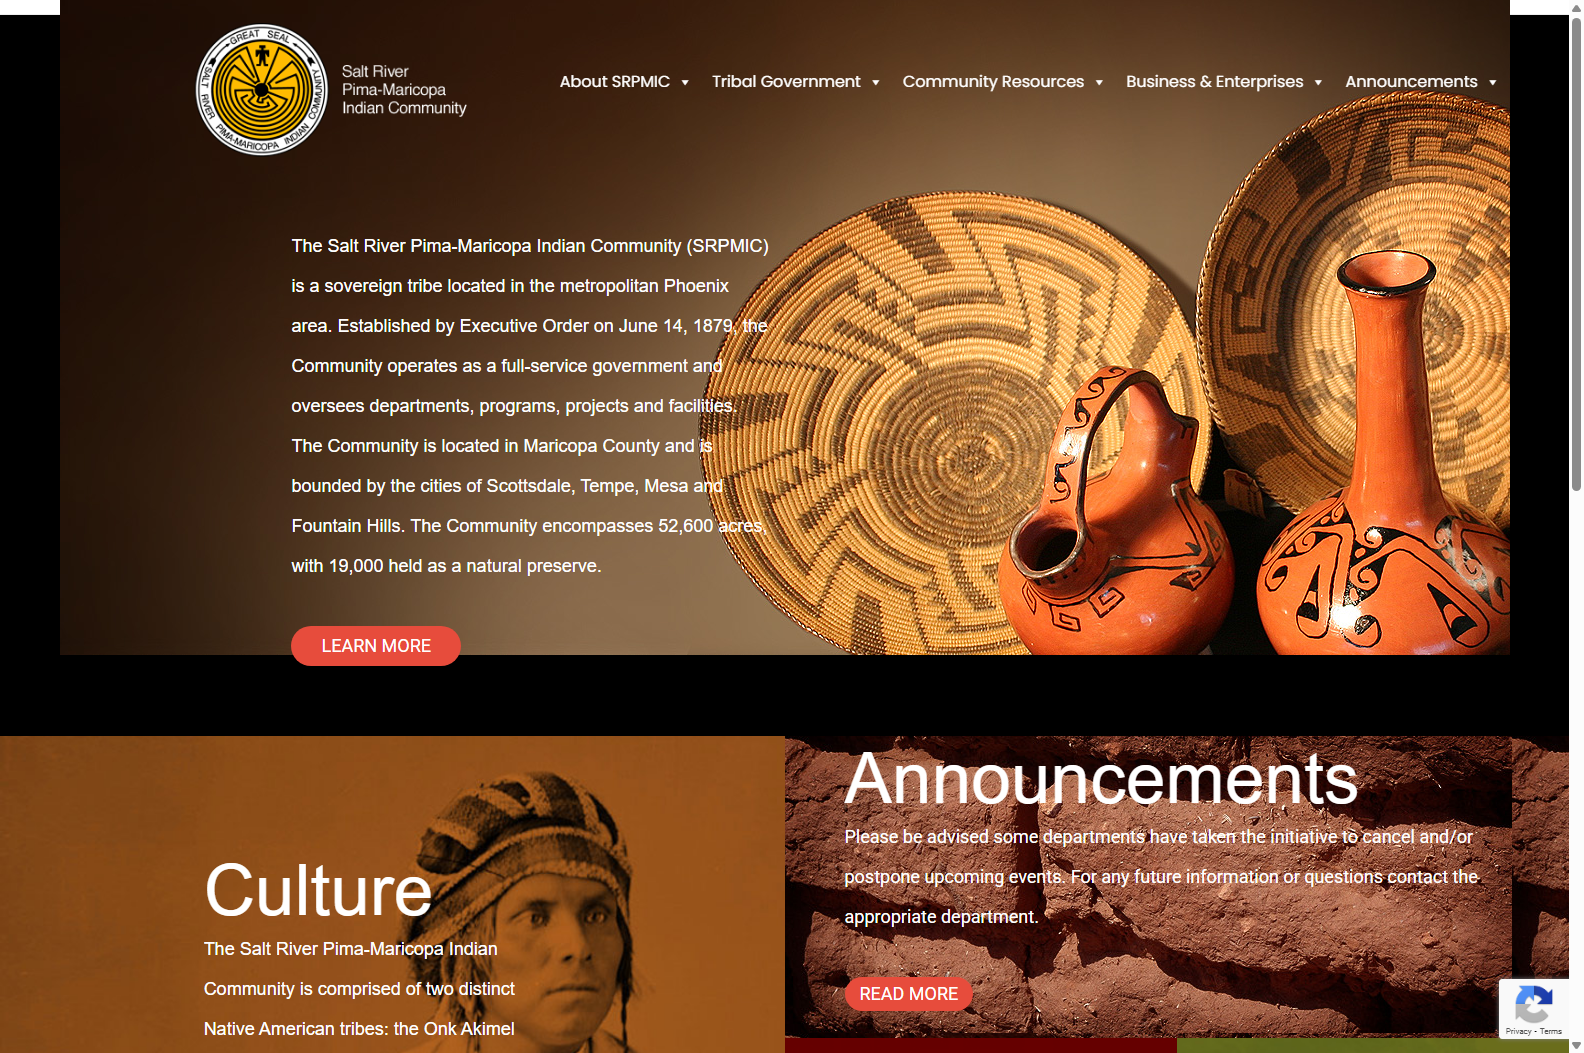 GREAT SEAL
SALT RIVER PIMA-MARICOPA INDIAN COMMUNITY
Salt River
Pima-Maricopa
Indian Community
About SRPMIC
Tribal Government
Community Resources
Business & Enterprises
Announcements
The Salt River Pima-Maricopa Indian Community (SRPMIC)
is a sovereign tribe located in the metropolitan Phoenix
area. Established by Executive Order on June 14, 1879, the
Community operates as a full-service government and
oversees departments, programs, projects and facilities.
The Community is located in Maricopa County and is
bounded by the cities of Scottsdale, Tempe, Mesa and
Fountain Hills. The Community encompasses 52,600 acres,
with 19,000 held as a natural preserve.
LEARN MORE
Culture
The Salt River Pima-Maricopa Indian
Community is comprised of two distinct
Native American tribes: the Onk Akimel
Announcements
Please be advised some departments have taken the initiative to cancel and/or
postpone upcoming events. For any future information or questions contact the
appropriate department.
READ MORE
Privacy - Terms